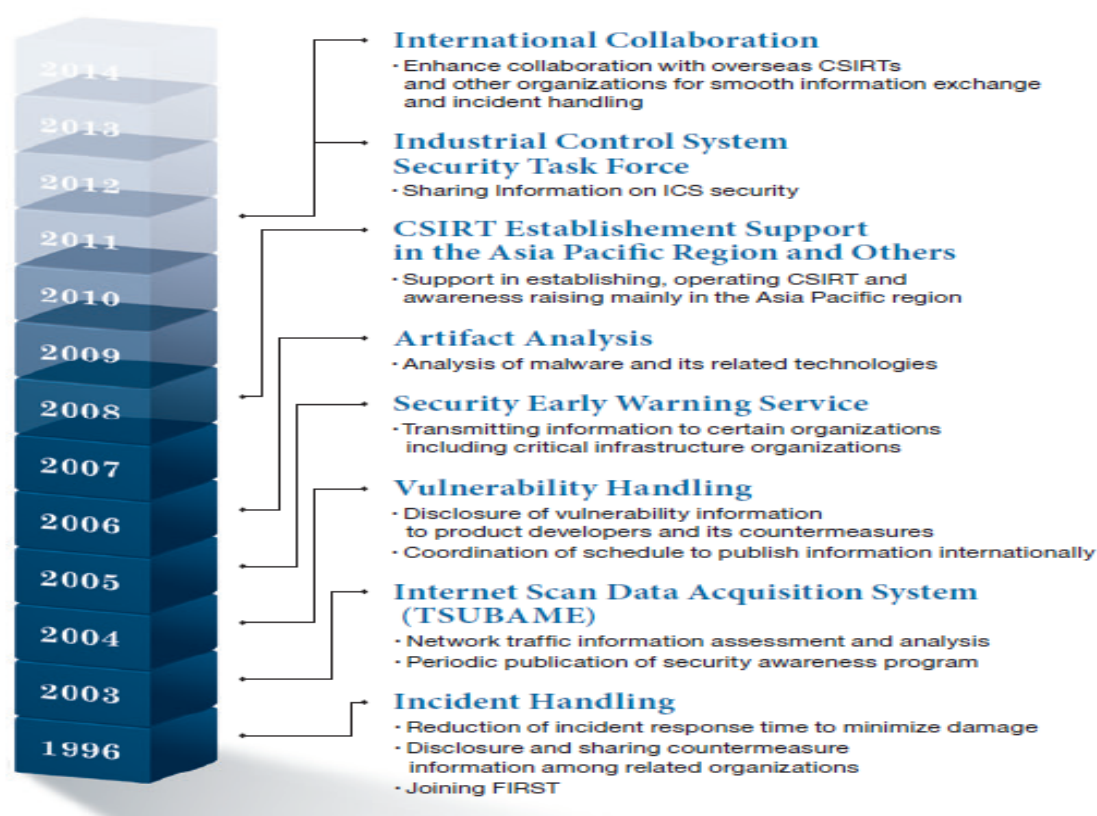 2014
2013
2012
2011
2010
2009
2008
2007
2006
2005
2004
2003
1996
International Collaboration
· Enhance collaboration with overseas CSIRTs
and other organizations for smooth information exchange
and incident handling
Industrial Control System
Security Task Force
· Sharing Information on ICS security
CSIRT Establishement Support
in the Asia Pacific Region and Others
· Support in establishing, operating CSIRT and
awareness raising mainly in the Asia Pacific region
Artifact Analysis
· Analysis of malware and its related technologies
Security Early Warning Service
· Transmitting information to certain organizations
including critical infrastructure organizations
Vulnerability Handling
· Disclosure of vulnerability information
to product developers and its countermeasures
· Coordination of schedule to publish information internationally
Internet Scan Data Acquisition System
(TSUBAME)
· Network traffic information assessment and analysis
· Periodic publication of security awareness program
Incident Handling
· Reduction of incident response time to minimize damage
· Disclosure and sharing countermeasure
information among related organizations
· Joining FIRST